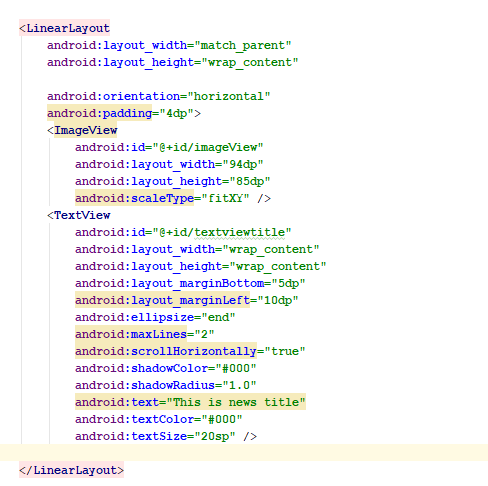 <LinearLayout
android:layout_width="match_parent"
android:layout_height="wrap_content"
android:orientation="horizontal"
android:padding="4dp">
<ImageView
android:id="@+id/imageView"
android:layout_width="94dp"
android:layout_height="85dp"
android:scaleType="fitXY" />
<TextView
android:id="@+id/textviewtitle"
android:layout_width="wrap_content"
android:layout_height="wrap_content"
android:layout_marginBottom="5dp"
android:layout_marginLeft="10dp"
android:ellipsize="end"
android:maxLines="2"
android:scrollHorizontally="true"
android:shadowColor="#000"
android:shadowRadius="1.0"
android:text="This is news title"
android:textColor="#000"
android:textSize="20sp" />
</LinearLayout>